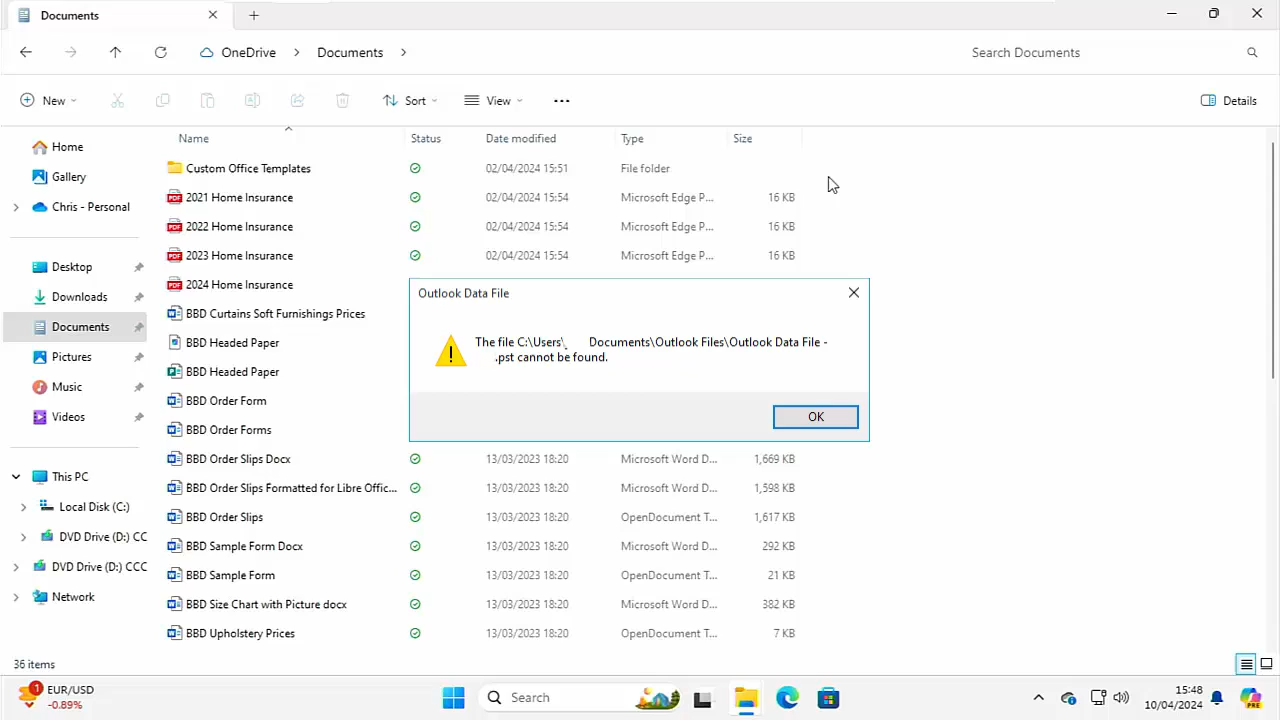 Documents
OneDrive > Documents >
Search Documents
New
Sort
View
Details
Name Status Date modified Type Size
Home
Gallery
Chris - Personal
Desktop
Downloads
Documents
Pictures
Music
Videos
This PC
Local Disk (C:)
DVD Drive (D:) CC
DVD Drive (D:) CCC
Network
Custom Office Templates 02/04/2024 15:51 File folder
2021 Home Insurance 02/04/2024 15:54 Microsoft Edge P... 16 KB
2022 Home Insurance 02/04/2024 15:54 Microsoft Edge P... 16 KB
2023 Home Insurance 02/04/2024 15:54 Microsoft Edge P... 16 KB
2024 Home Insurance
BBD Curtains Soft Furnishings Prices
BBD Headed Paper
BBD Headed Paper
BBD Order Form
BBD Order Forms
BBD Order Slips Docx 13/03/2023 18:20 Microsoft Word D... 1,669 KB
BBD Order Slips Formatted for Libre Offic... 13/03/2023 18:20 Microsoft Word D... 1,598 KB
BBD Order Slips 13/03/2023 18:20 OpenDocument T... 1,617 KB
BBD Sample Form Docx 13/03/2023 18:20 Microsoft Word D... 292 KB
BBD Sample Form 13/03/2023 18:20 OpenDocument T... 21 KB
BBD Size Chart with Picture docx 13/03/2023 18:20 Microsoft Word D... 382 KB
BBD Upholstery Prices 13/03/2023 18:20 OpenDocument T... 7 KB
Outlook Data File
The file C:\Users\ Documents\Outlook Files\Outlook Data File -
.pst cannot be found.
OK
36 items
1
EUR/USD
-0.89%
Search
15:48
10/04/2024
PRE